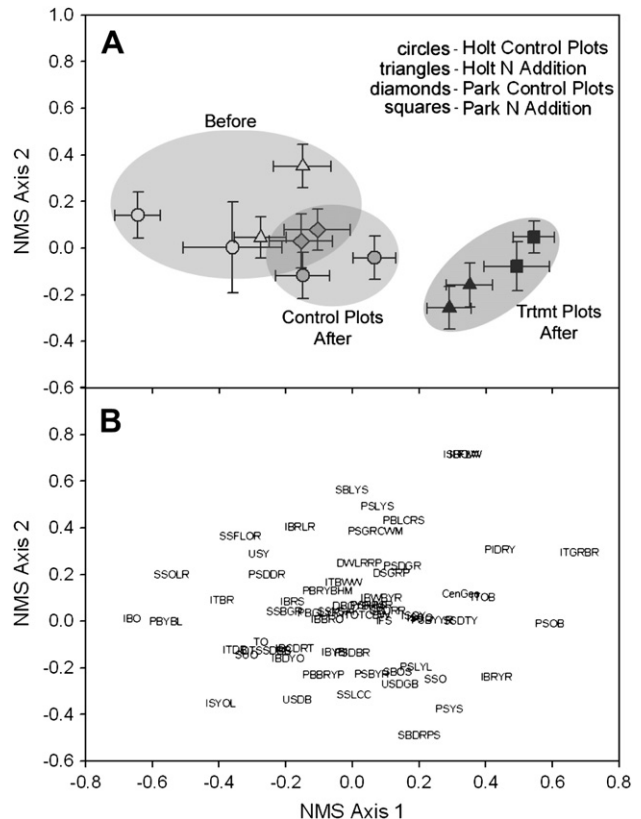 A
circles - Holt Control Plots
triangles - Holt N Addition
diamonds - Park Control Plots
squares - Park N Addition
Before
Control Plots
After
Trtmt Plots
After
NMS Axis 2
1.0
0.8
0.6
0.4
0.2
0.0
-0.2
-0.4
-0.6
B
NMS Axis 2
0.8
0.6
0.4
0.2
0.0
-0.2
-0.4
-0.6
SBLYS
PSLYS
PBLCRS
IBRLR
PSGRCWM
SSFLOR
USY
PIDRY
ITGRBR
DWLRRP
PSDGR
SSOLR
PSDDR
DSGRP
ITBWW
PBRYBHM
CenGeo
ITOB
ITBR
IBRS
IBWBYR
SSBGR
IBO
PBYBL
IBBRO
IFS
SSDTY
PSOB
TO
IBDYO
PBBRYP
PSBYR
SBOS
PSLYL
SSO
IBRYR
USDGB
ISYOL
USDB
SSLCC
PSYS
SBDRPS
-0.8 -0.6 -0.4 -0.2 0.0 0.2 0.4 0.6 0.8
NMS Axis 1